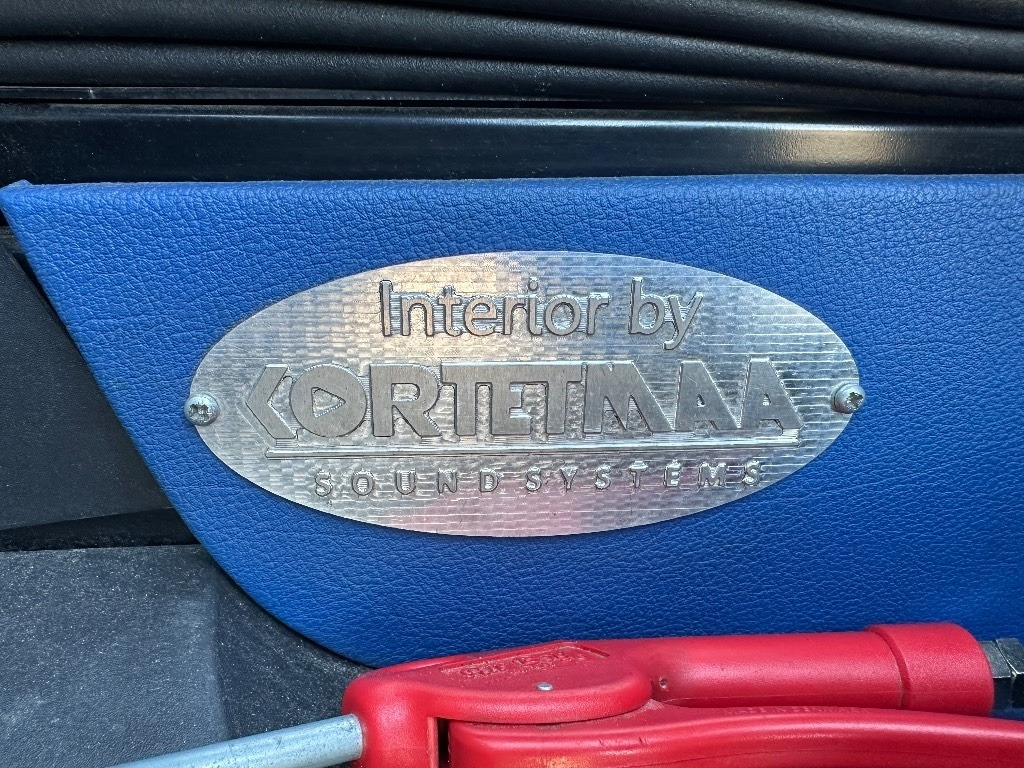 Interior by
KORTETMAA
SOUND SYSTEMS